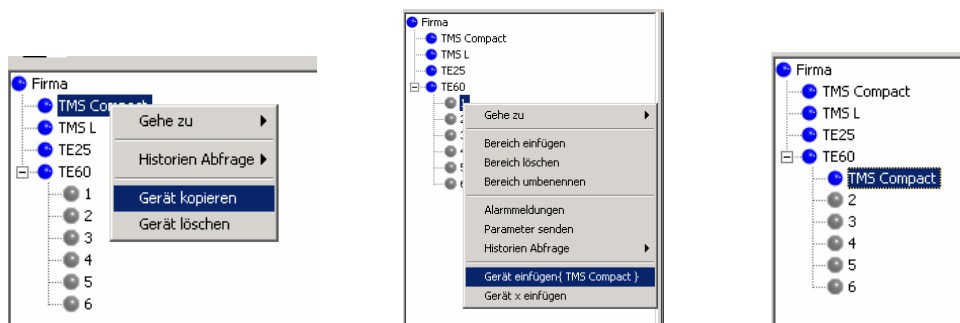 Firma
TMS Compact
TMS L
TE25
TE60
1
2
3
4
5
6
Gehe zu
Historien Abfrage
Gerät kopieren
Gerät löschen
Firma
TMS Compact
TMS L
TE25
TE60
1
2
6
Gehe zu
Bereich einfügen
Bereich löschen
Bereich umbenennen
Alarmmeldungen
Parameter senden
Historien Abfrage
Gerät einfügen{ TMS Compact }
Gerät x einfügen
Firma
TMS Compact
TMS L
TE25
TE60
TMS Compact
2
3
4
5
6